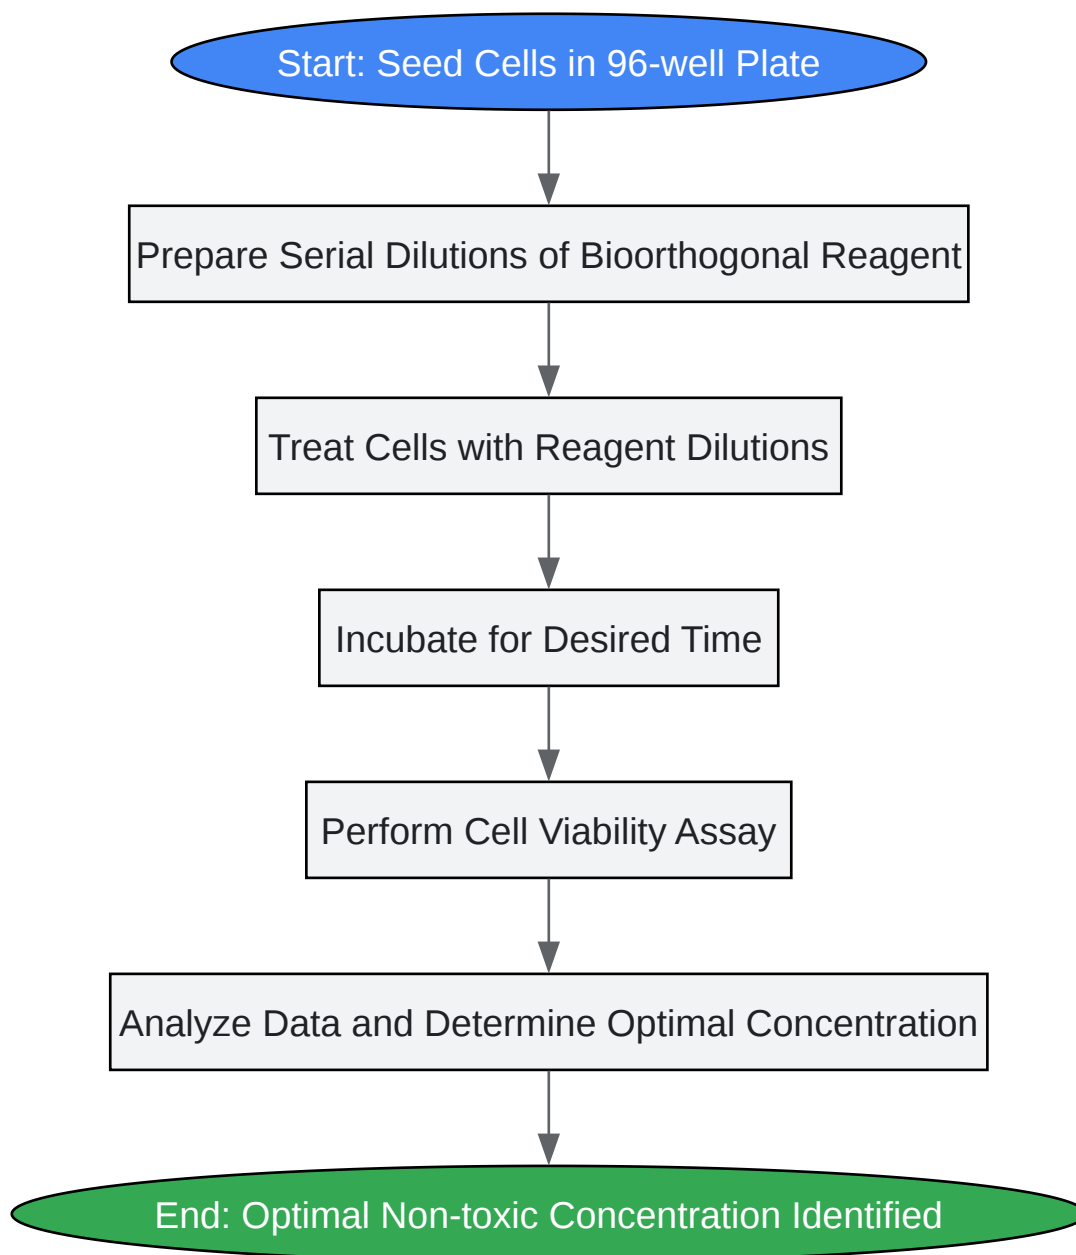 Start: Seed Cells in 96-well Plate
Prepare Serial Dilutions of Bioorthogonal Reagent
Treat Cells with Reagent Dilutions
Incubate for Desired Time
Perform Cell Viability Assay
Analyze Data and Determine Optimal Concentration
End: Optimal Non-toxic Concentration Identified